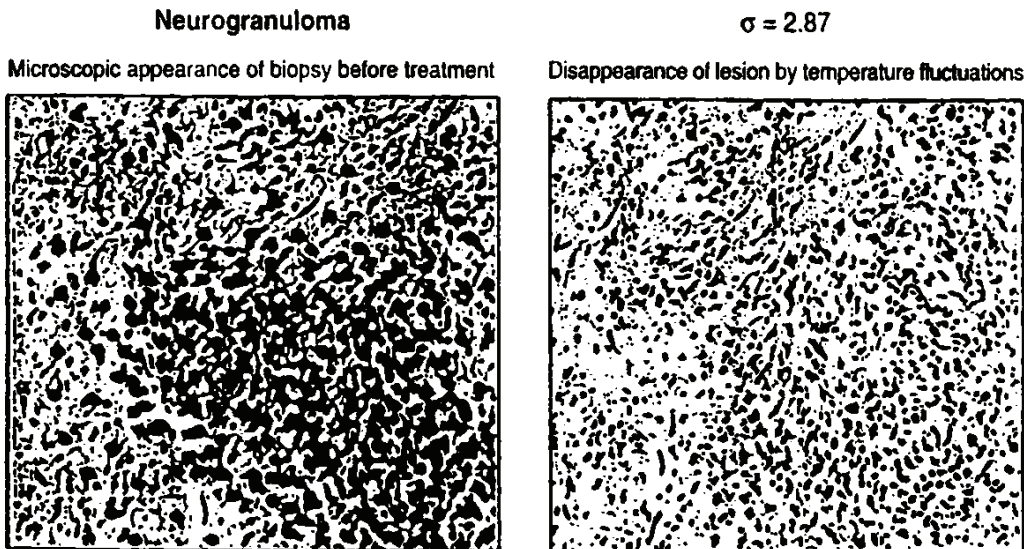 Neurogranuloma
Microscopic appearance of biopsy before treatment
σ = 2.87
Disappearance of lesion by temperature fluctuations